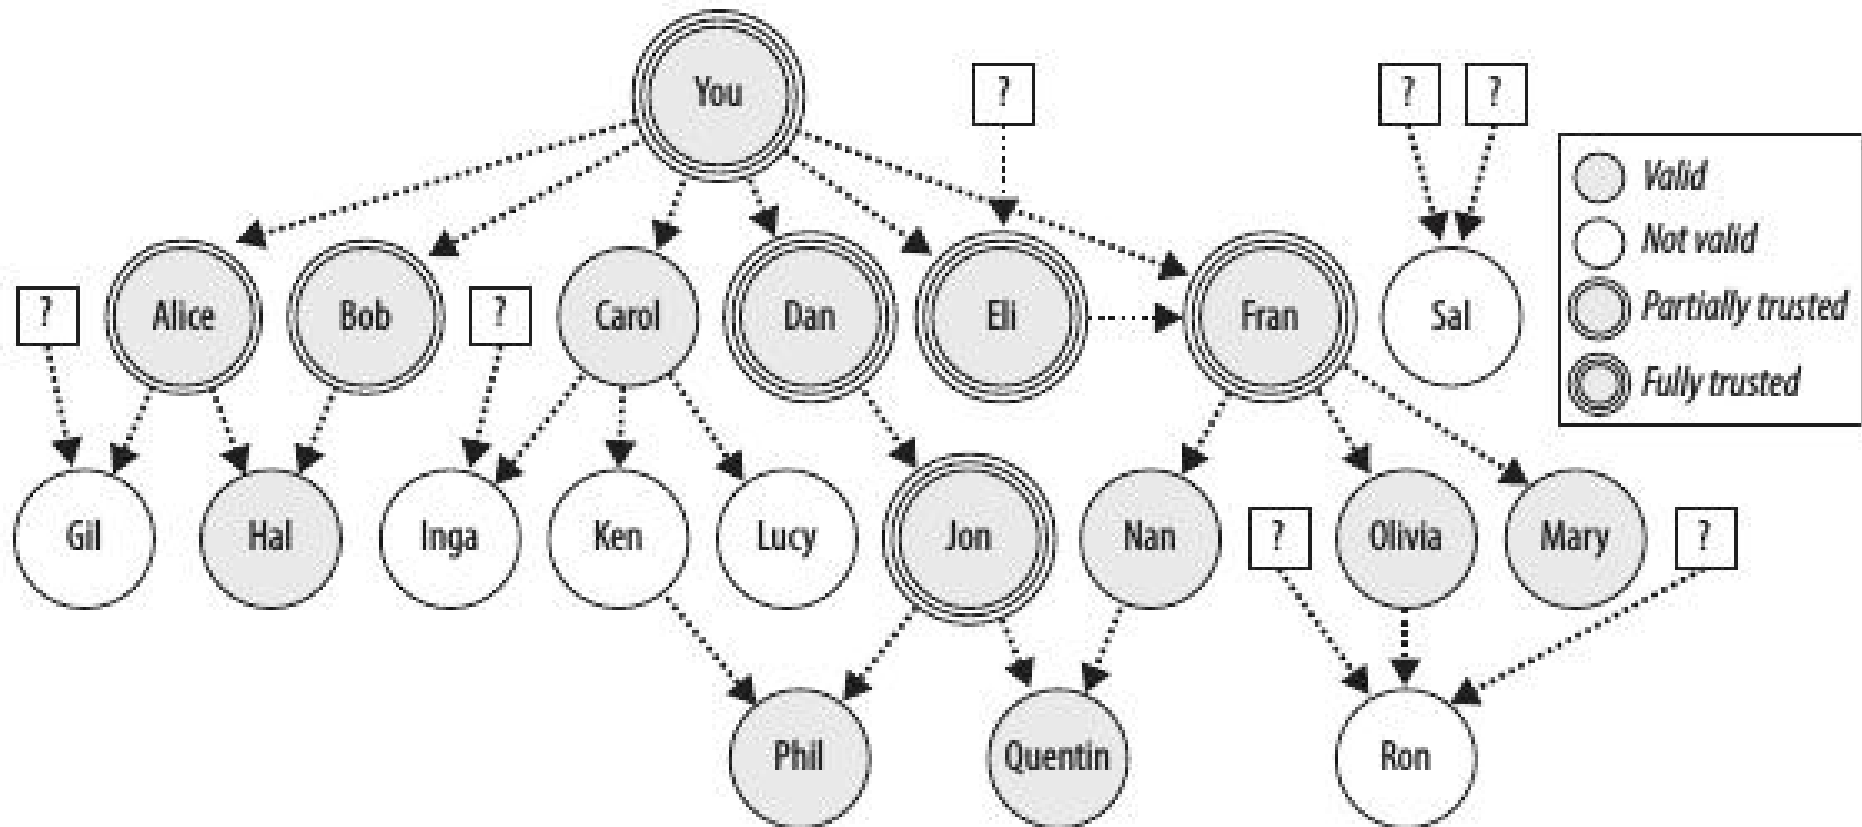 You
?
?
?
Valid
Not valid
Partially trusted
Fully trusted
?
Alice
Bob
?
Carol
Dan
Eli
Fran
Sal
Gil
Hal
Inga
Ken
Lucy
Jon
Nan
?
Olivia
Mary
?
Phil
Quentin
Ron